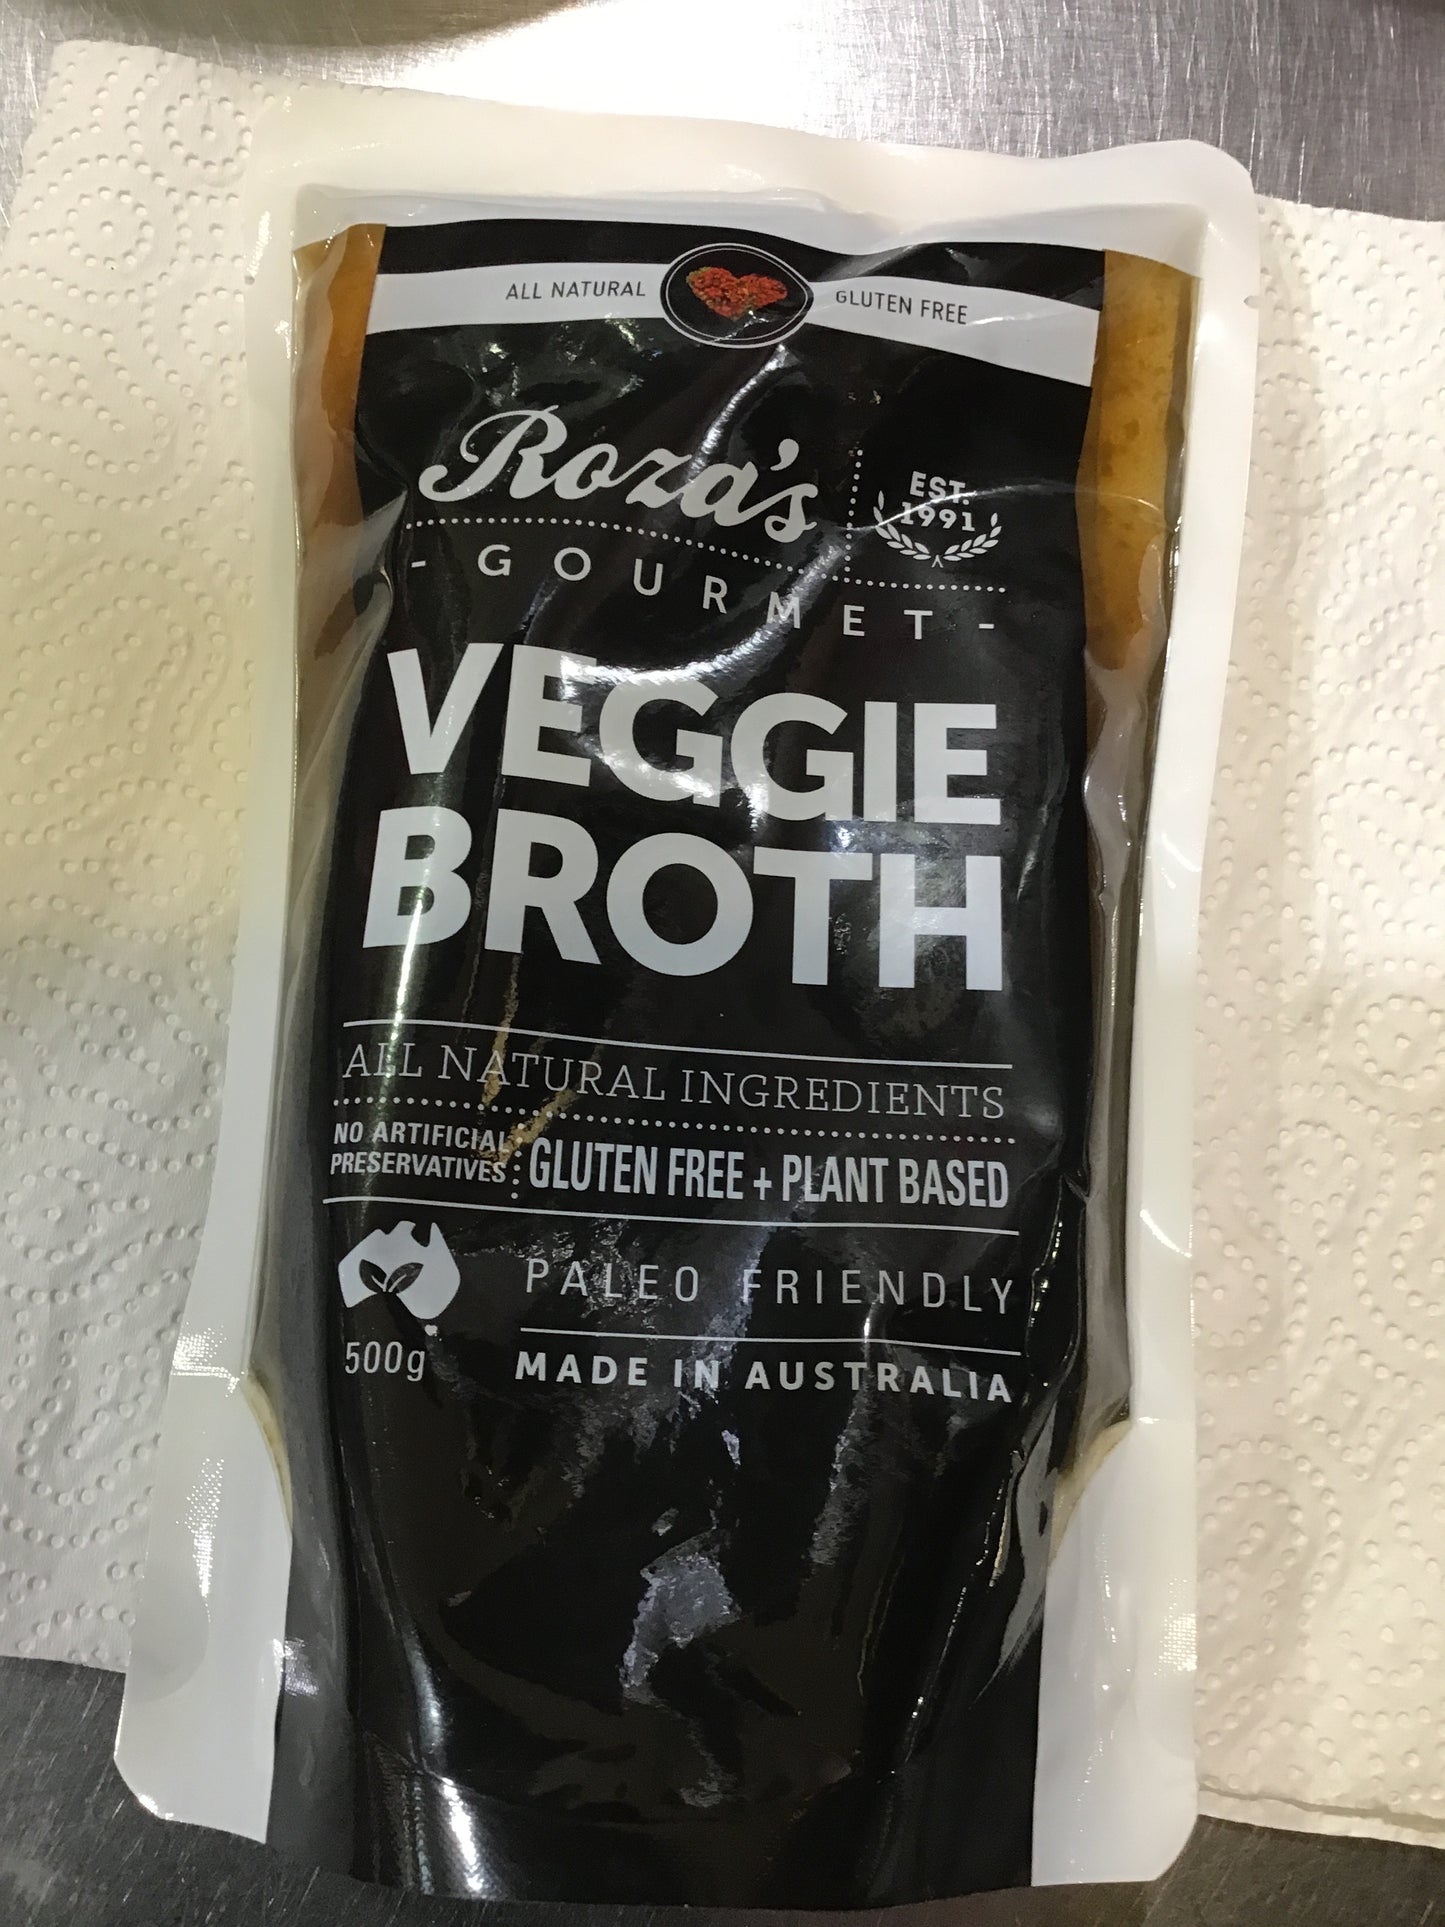 ALL NATURAL GLUTEN FREE
Roza's
EST.
1991
- GOURMET -
VEGGIE
BROTH
ALL NATURAL INGREDIENTS
NO ARTIFICIAL
PRESERVATIVES
GLUTEN FREE + PLANT BASED
PALEO FRIENDLY
500g
MADE IN AUSTRALIA